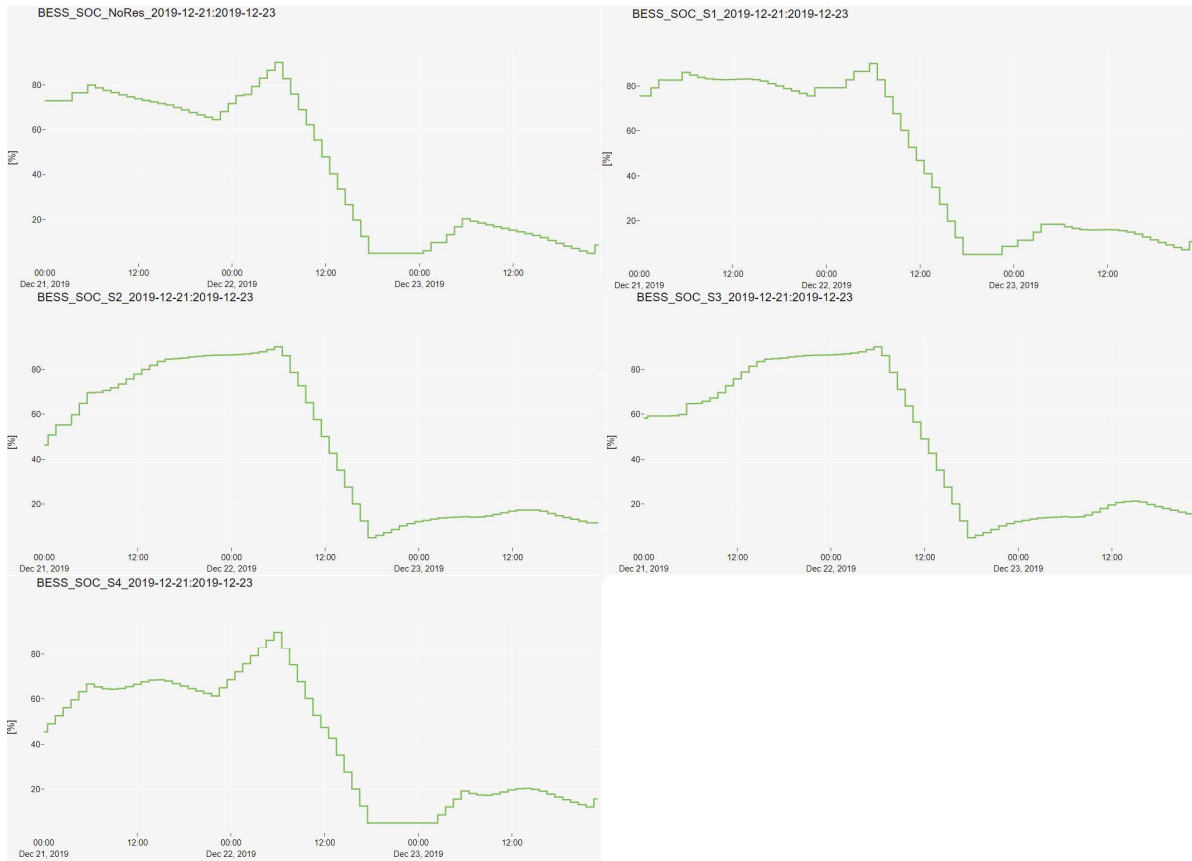 BESS_SOC_NoRes_2019-12-21:2019-12-23
80
60
[%]
40
20
00:00 12:00 00:00 12:00 00:00 12:00
Dec 21, 2019 Dec 22, 2019 Dec 23, 2019
BESS_SOC_S1_2019-12-21:2019-12-23
80
60
[%]
40
20
00:00 12:00 00:00 12:00 00:00 12:00
Dec 21, 2019 Dec 22, 2019 Dec 23, 2019
BESS_SOC_S2_2019-12-21:2019-12-23
80
60
[%]
40
20
00:00 12:00 00:00 12:00 00:00 12:00
Dec 21, 2019 Dec 22, 2019 Dec 23, 2019
BESS_SOC_S3_2019-12-21:2019-12-23
80
60
[%]
40
20
00:00 12:00 00:00 12:00 00:00 12:00
Dec 21, 2019 Dec 22, 2019 Dec 23, 2019
BESS_SOC_S4_2019-12-21:2019-12-23
80
60
[%]
40
20
00:00 12:00 00:00 12:00 00:00 12:00
Dec 21, 2019 Dec 22, 2019 Dec 23, 2019